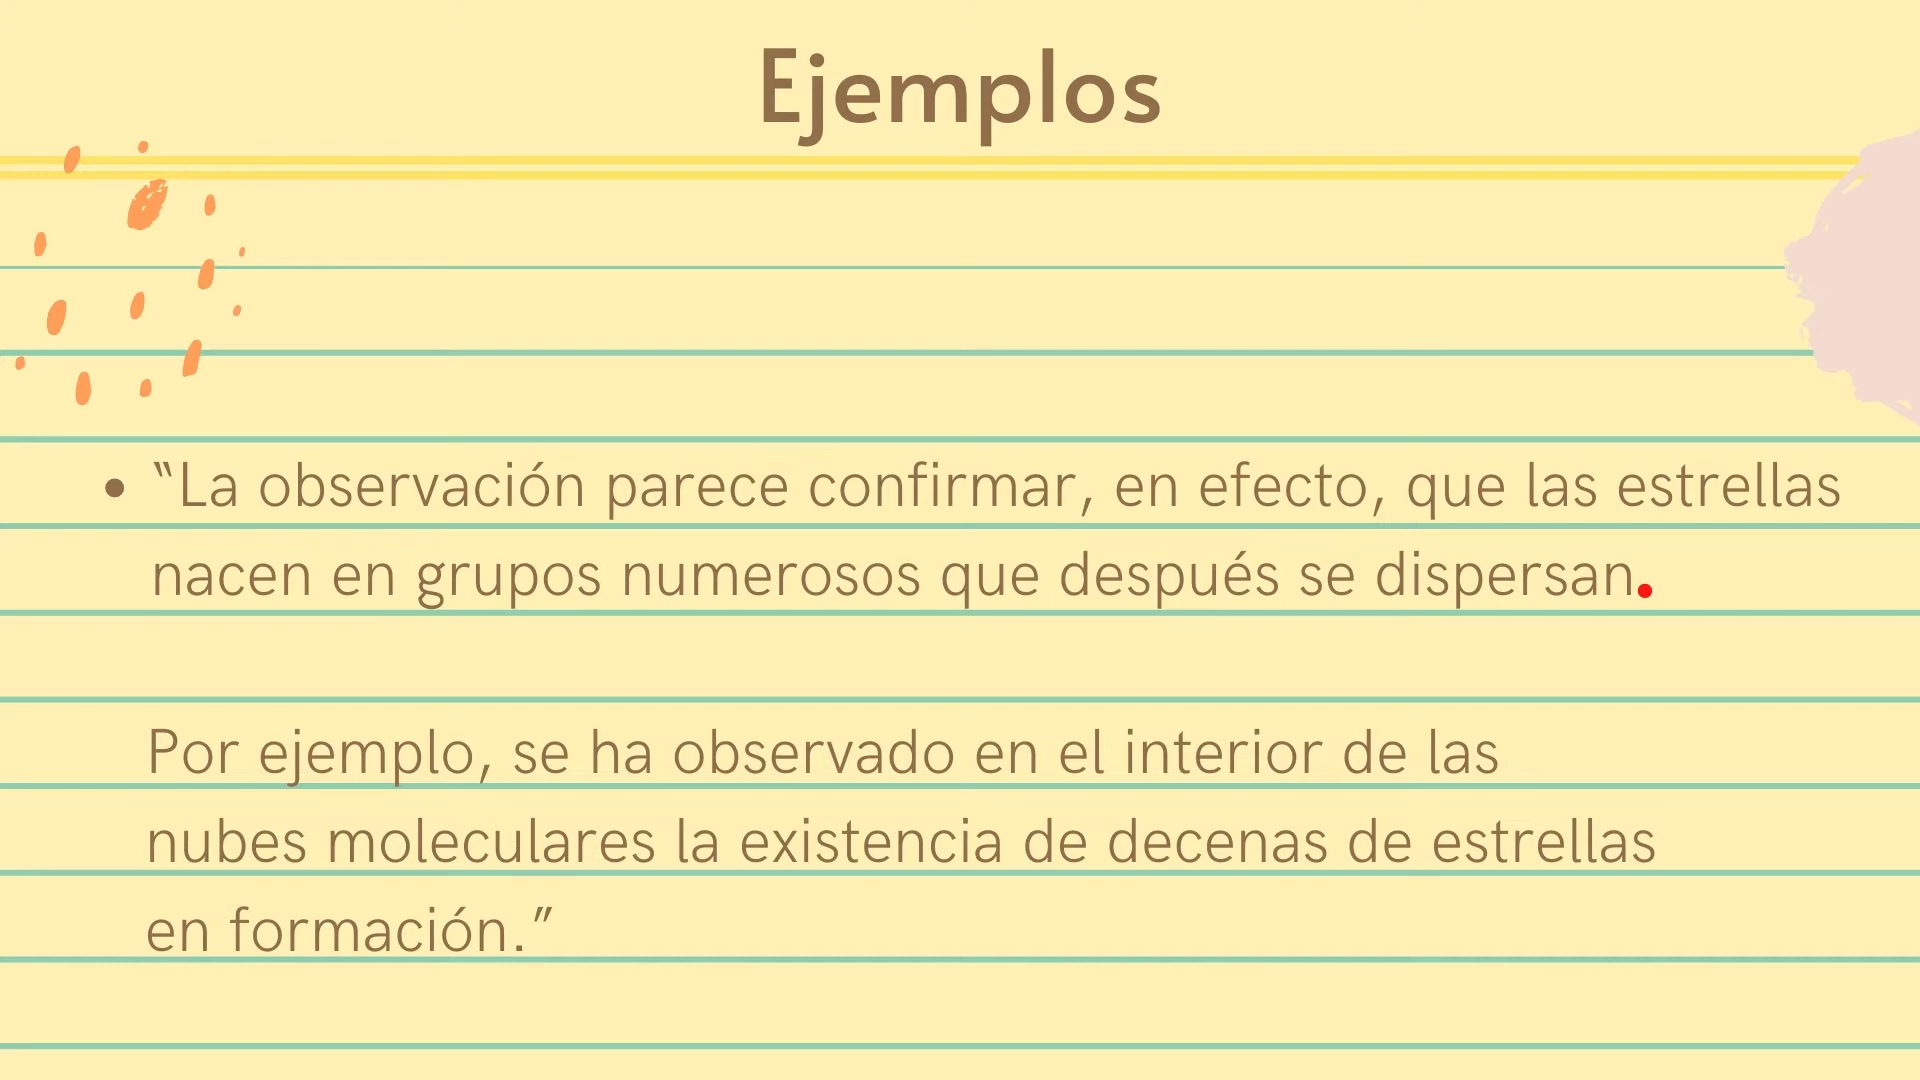 Ejemplos
• “La observación parece confirmar, en efecto, que las estrellas
nacen en grupos numerosos que después se dispersan.
Por ejemplo, se ha observado en el interior de las
nubes moleculares la existencia de decenas de estrellas
en formación.”